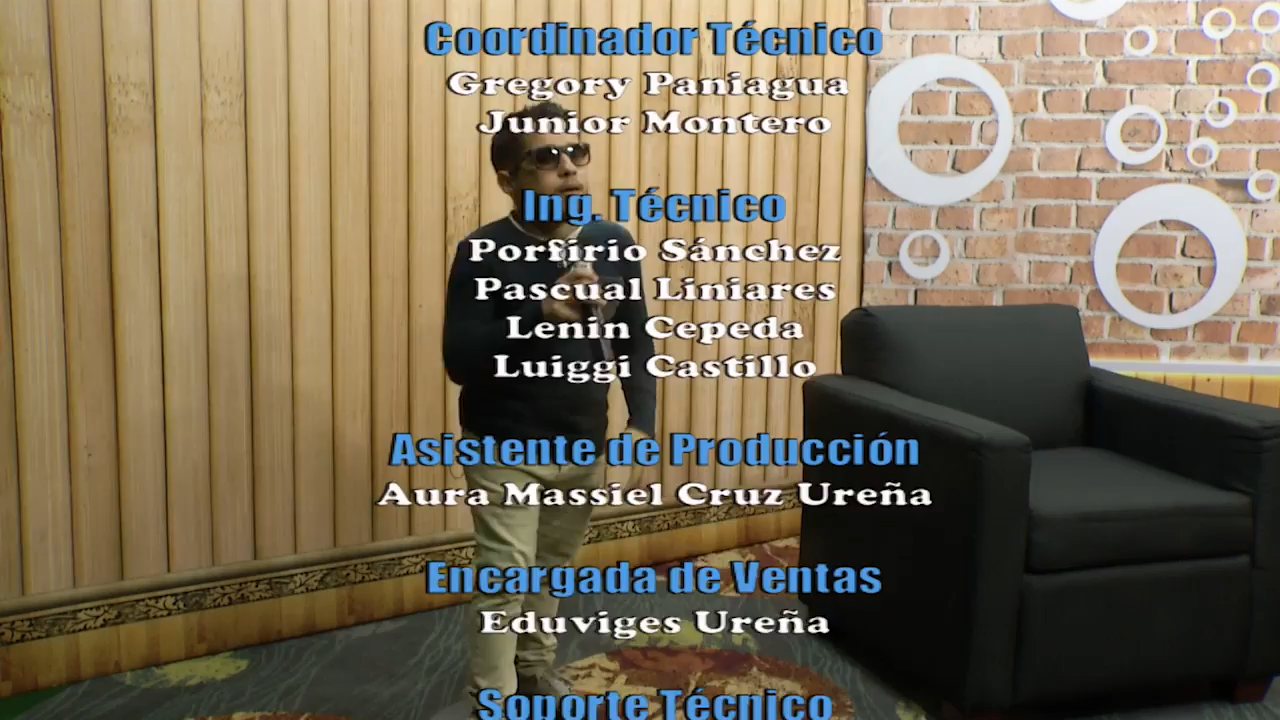 Coordinador Técnico
Gregory Paniagua
Junior Montero
Ing. Técnico
Porfirio Sánchez
Pascual Liniares
Lenin Cepeda
Luiggi Castillo
Asistente de Producción
Aura Massiel Cruz Ureña
Encargada de Ventas
Eduviges Ureña
Soporte Técnico